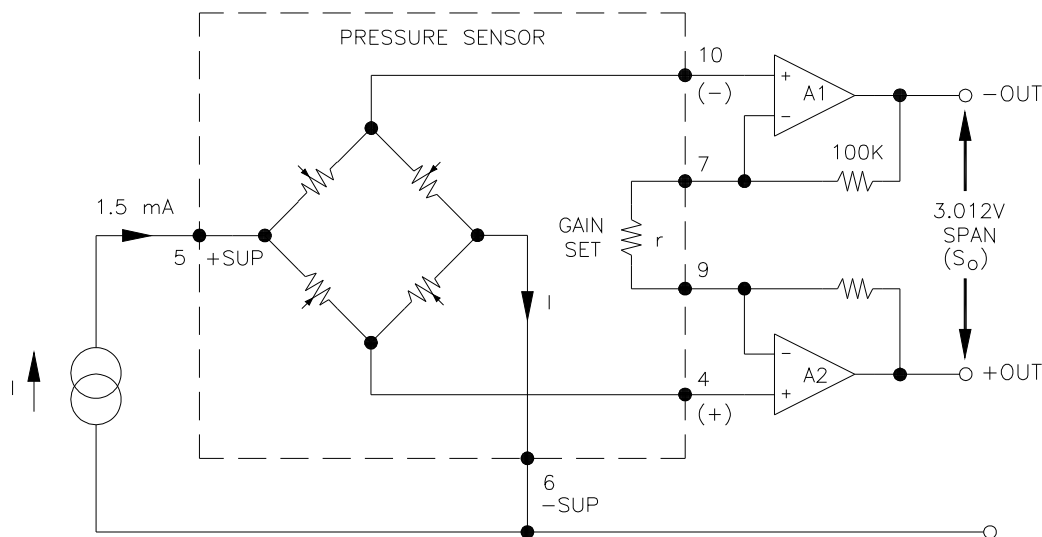 PRESSURE SENSOR
10
(-)
+
A1
-
-OUT
7
100K
1.5 mA
5
+SUP
GAIN
SET
r
3.012V
SPAN
(So)
9
I
I
-
A2
+
+OUT
4
(+)
6
-SUP